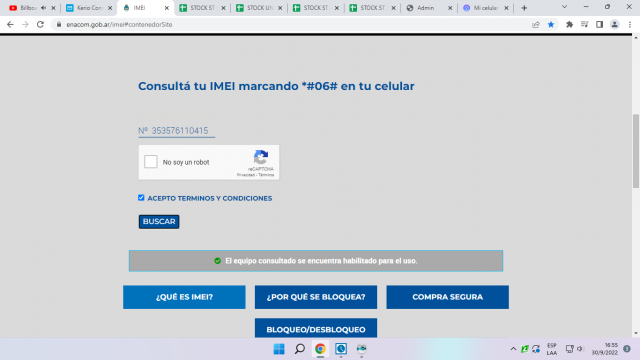 Billboa
Kerio Con
IMEI
STOCK ST
STOCK UN
STOCK ST
STOCK ST
Admin
Mi celular
enacom.gob.ar/imei#contenedorSite
Consultá tu IMEI marcando *#06# en tu celular
Nº 353576110415
No soy un robot
reCAPTCHA
Privacidad - Términos
ACEPTO TERMINOS Y CONDICIONES
BUSCAR
El equipo consultado se encuentra habilitado para el uso.
¿QUÉ ES IMEI?
¿POR QUÉ SE BLOQUEA?
COMPRA SEGURA
BLOQUEO/DESBLOQUEO
ESP
LAA
16:55
30/9/2022